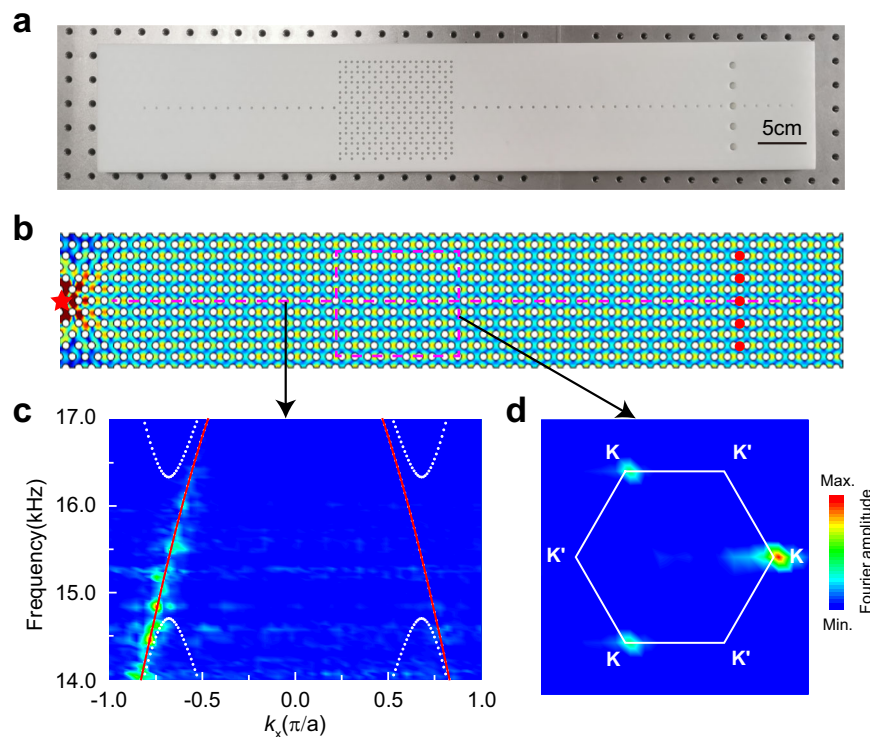 a
5cm
b
c
d
17.0
16.0
15.0
14.0
Frequency(kHz)
-1.0 -0.5 0.0 0.5 1.0
kₓ(π/a)
K K'
K' K
K K'
Max.
Min.
Fourier amplitude